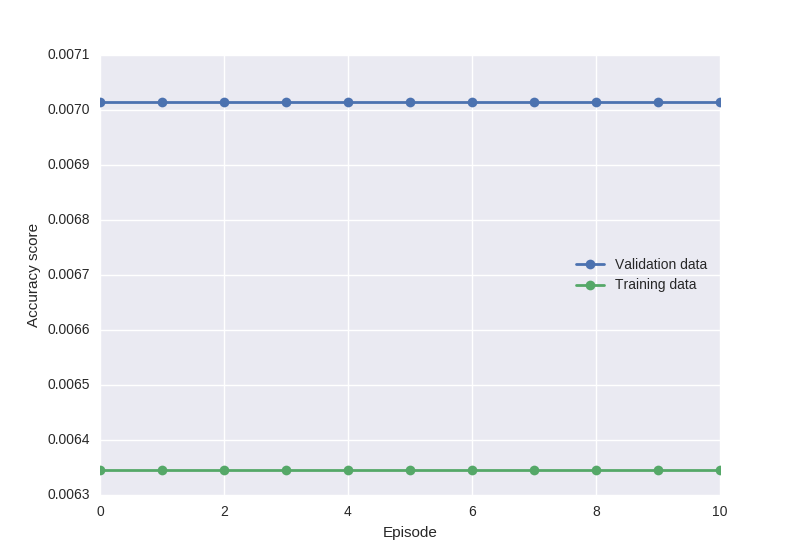 0.0071
0.0070
0.0069
0.0068
0.0067
0.0066
0.0065
0.0064
0.0063
Accuracy score
Validation data
Training data
0 2 4 6 8 10
Episode